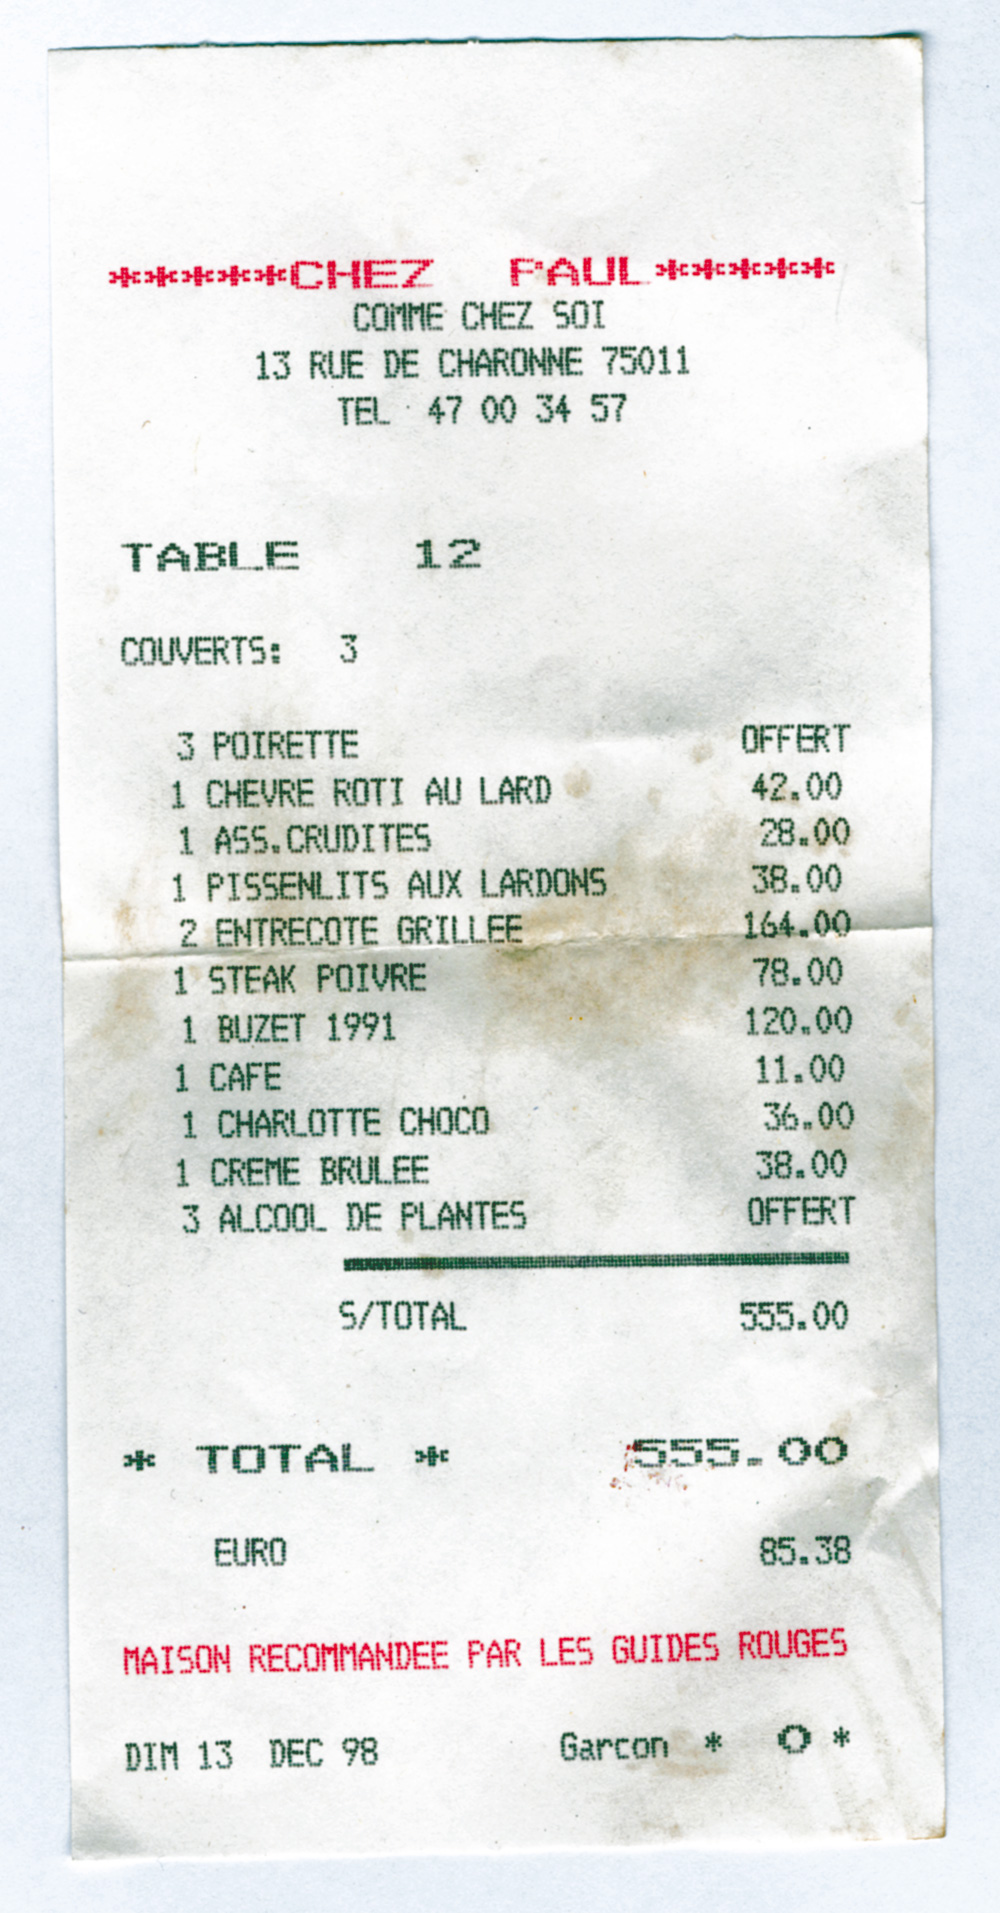 *****CHEZ PAUL*****
COMME CHEZ SOI
13 RUE DE CHARONNE 75011
TEL 47 00 34 57
TABLE 12
COUVERTS: 3
3 POIRETTE OFFERT
1 CHEVRE ROTI AU LARD 42.00
1 ASS.CRUDITES 28.00
1 PISSENLITS AUX LARDONS 38.00
2 ENTRECOTE GRILLEE 164.00
1 STEAK POIVRE 78.00
1 BUZET 1991 120.00
1 CAFE 11.00
1 CHARLOTTE CHOCO 36.00
1 CREME BRULEE 38.00
3 ALCOOL DE PLANTES OFFERT
S/TOTAL 555.00
* TOTAL * 555.00
EURO 85.38
MAISON RECOMMANDEE PAR LES GUIDES ROUGES
DIM 13 DEC 98 Garcon * O *